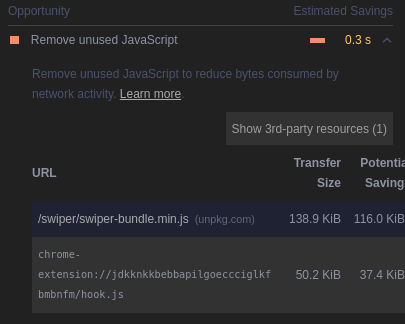 Opportunity Estimated Savings
Remove unused JavaScript 0.3 s
Remove unused JavaScript to reduce bytes consumed by
network activity. Learn more.
Show 3rd-party resources (1)
URL Transfer Size Potentia Saving
/swiper/swiper-bundle.min.js (unpkg.com) 138.9 KiB 116.0 KiB
chrome-
extension://jdkknkkbebbapilgoeccciglkf
bmbnfm/hook.js 50.2 KiB 37.4 KiB